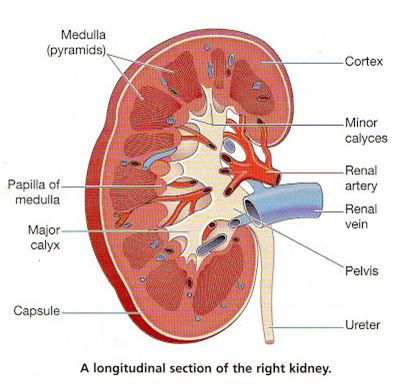 Medulla
(pyramids)
Cortex
Minor
calyces
Renal
artery
Papilla of
medulla
Renal
vein
Major
calyx
Pelvis
Capsule
Ureter
A longitudinal section of the right kidney.